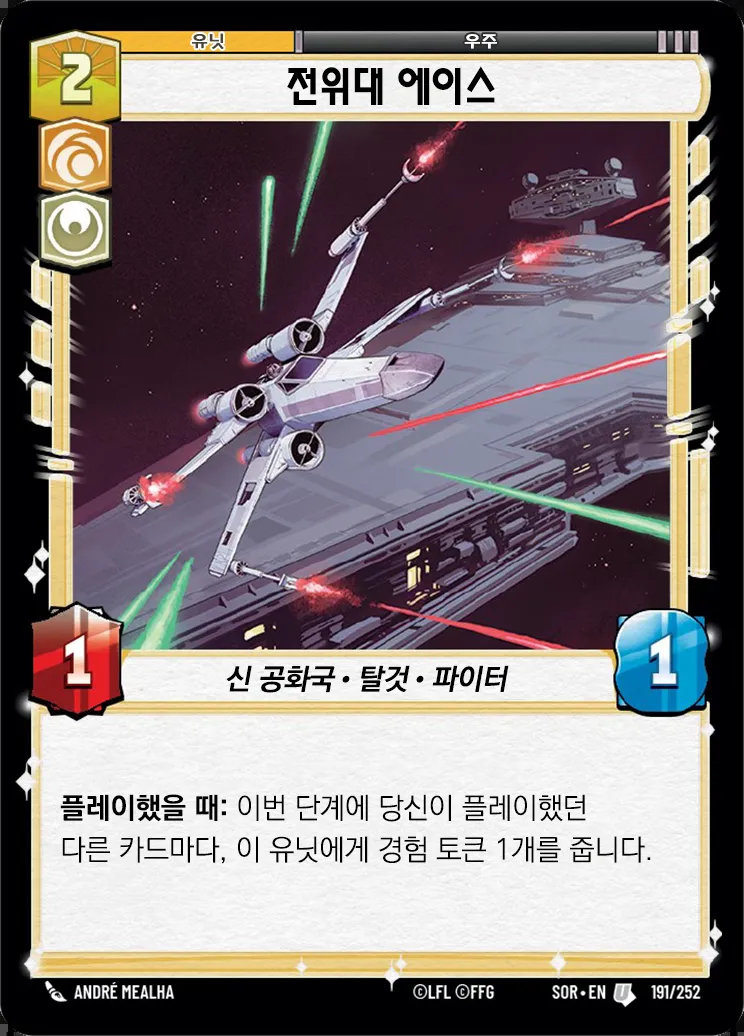 유닛
우주
2
전위대 에이스
1
신 공화국 • 탈것 • 파이터
1
플레이했을 때: 이번 단계에 당신이 플레이했던
다른 카드마다, 이 유닛에게 경험 토큰 1개를 줍니다.
ANDRÉ MEALHA
©LFL ©FFG
SOR • EN U 191/252